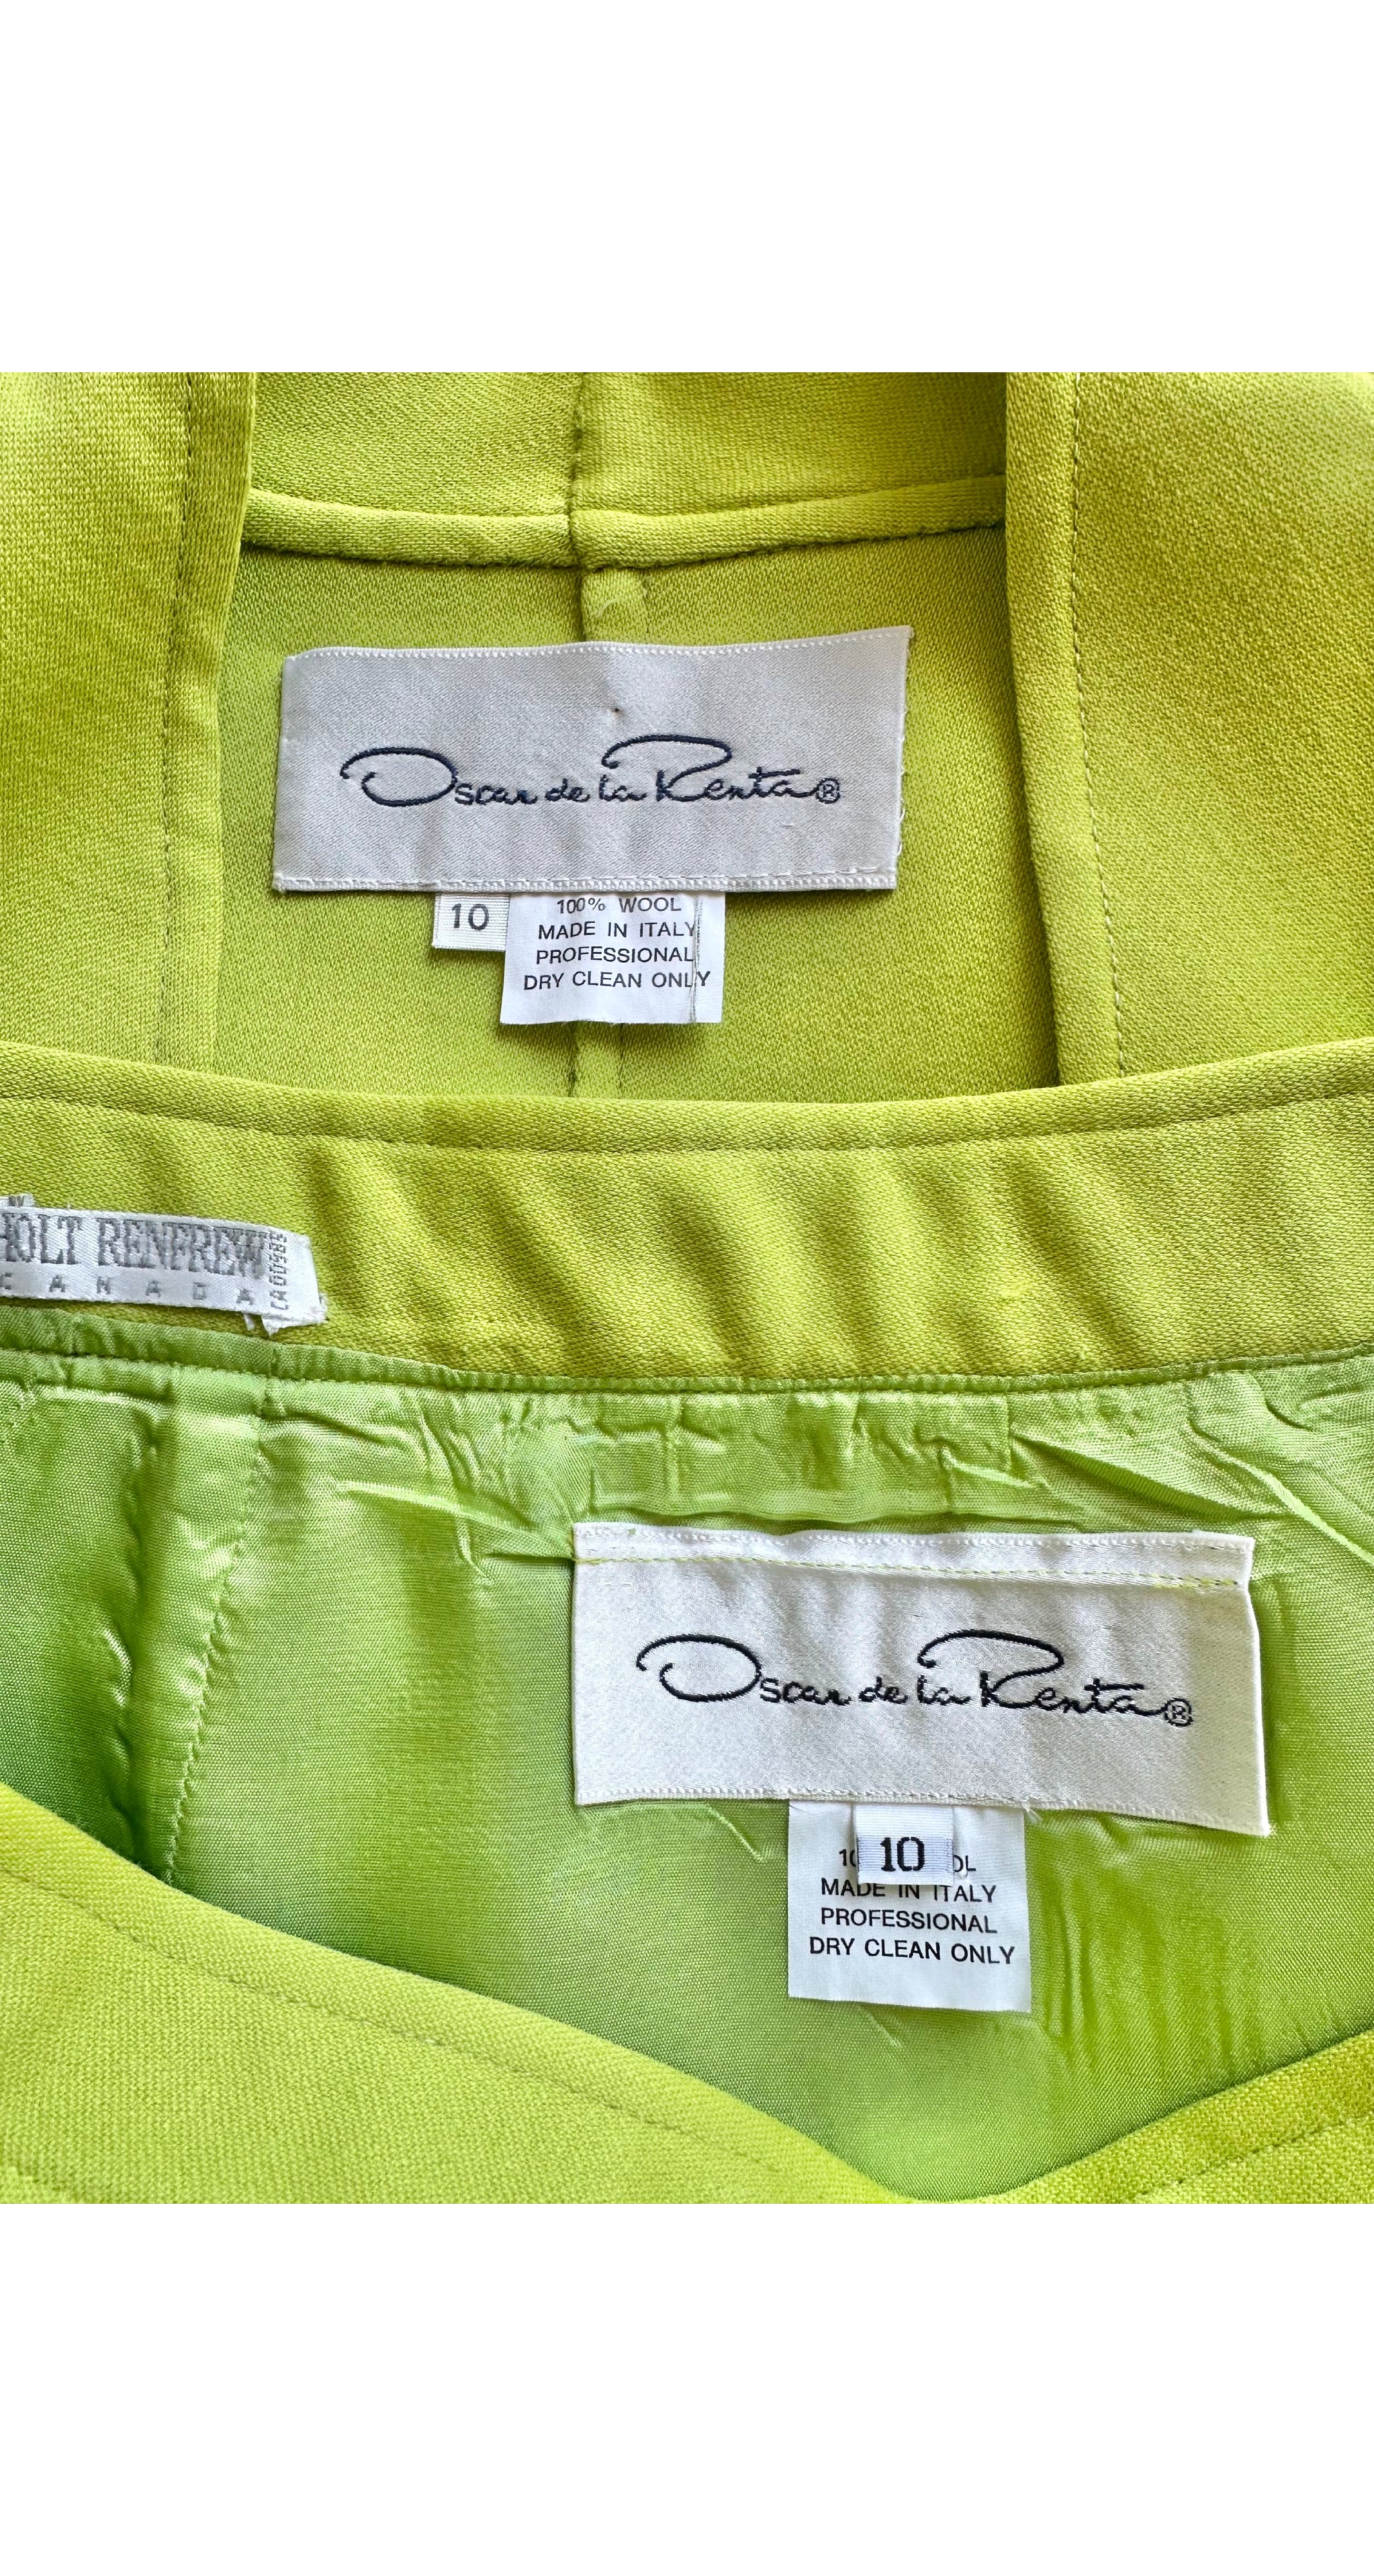 Oscar de la Renta®
10
100% WOOL
MADE IN ITALY
PROFESSIONAL
DRY CLEAN ONLY
HOLT RENFREW
CANADA
CA00985
Oscar de la Renta®
10
MADE IN ITALY
PROFESSIONAL
DRY CLEAN ONLY